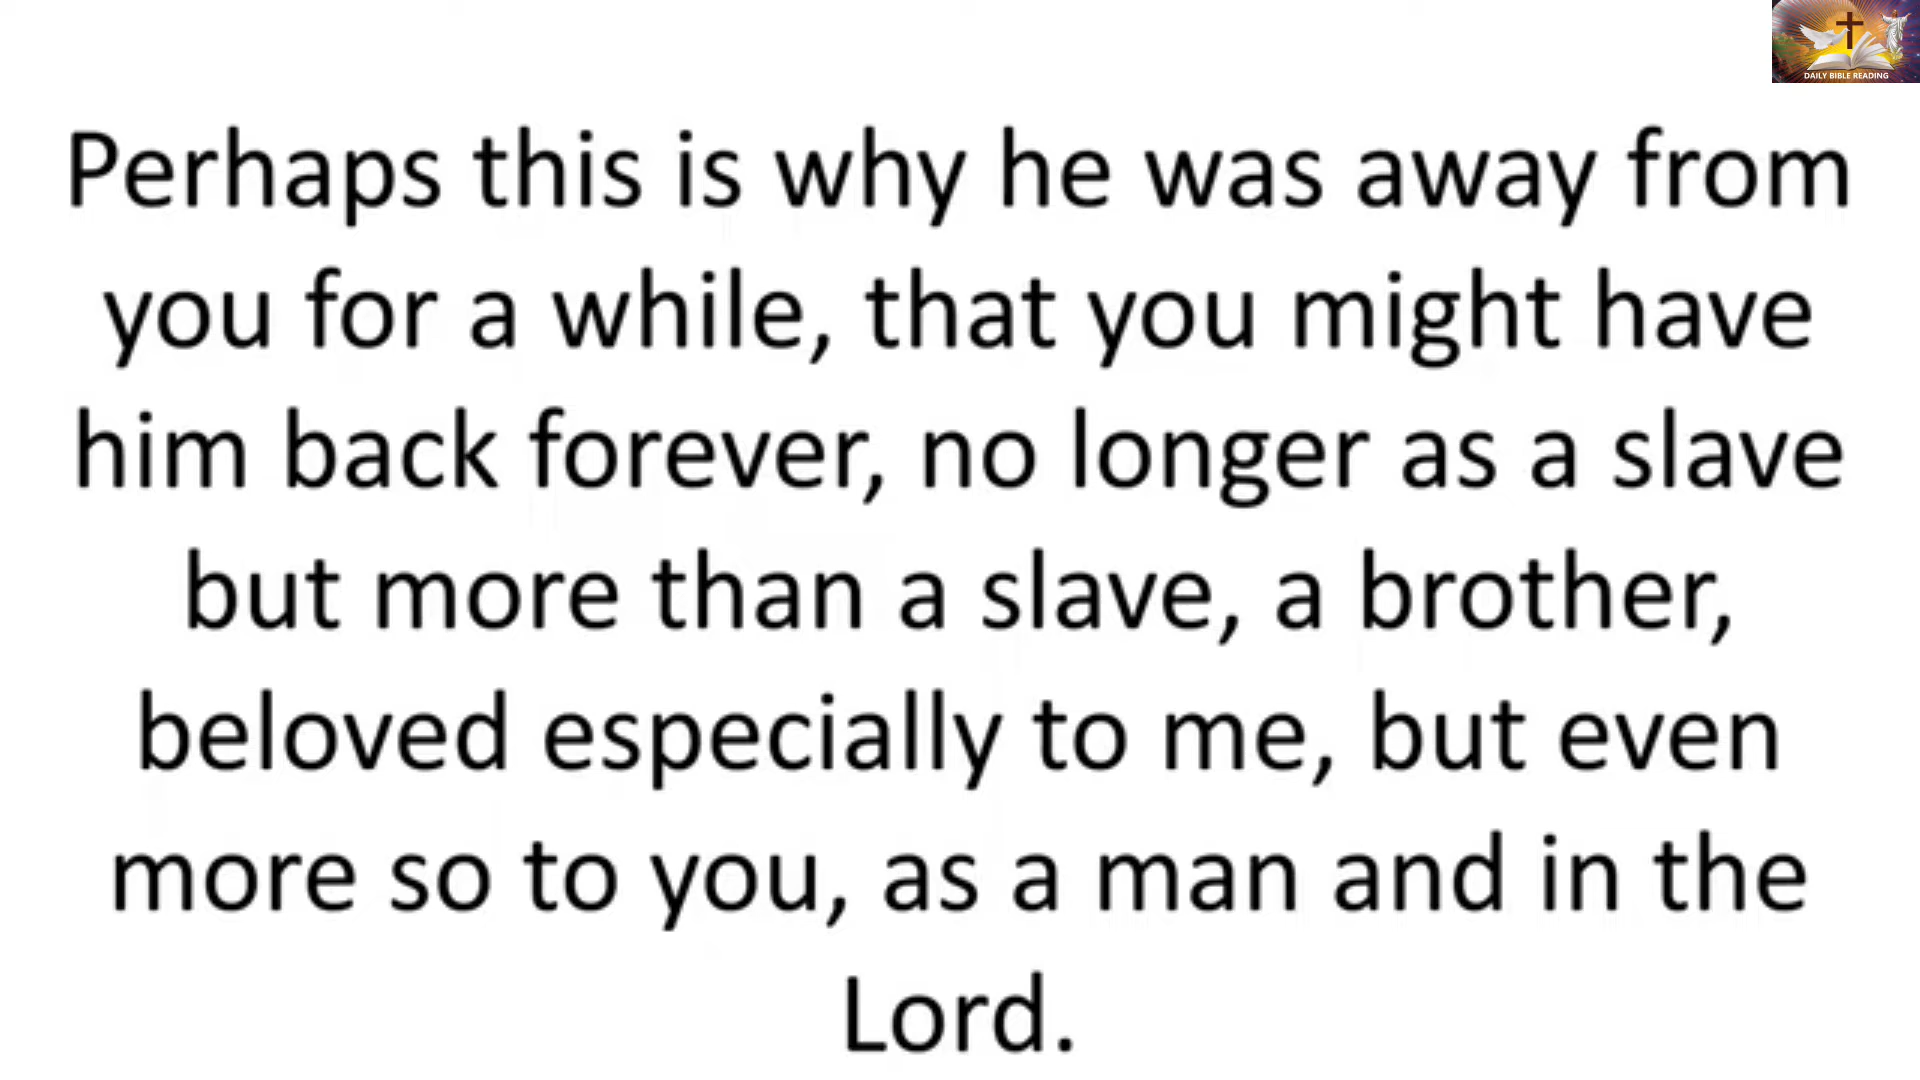 DAILY BIBLE READING
Perhaps this is why he was away from
you for a while, that you might have
him back forever, no longer as a slave
but more than a slave, a brother,
beloved especially to me, but even
more so to you, as a man and in the
Lord.